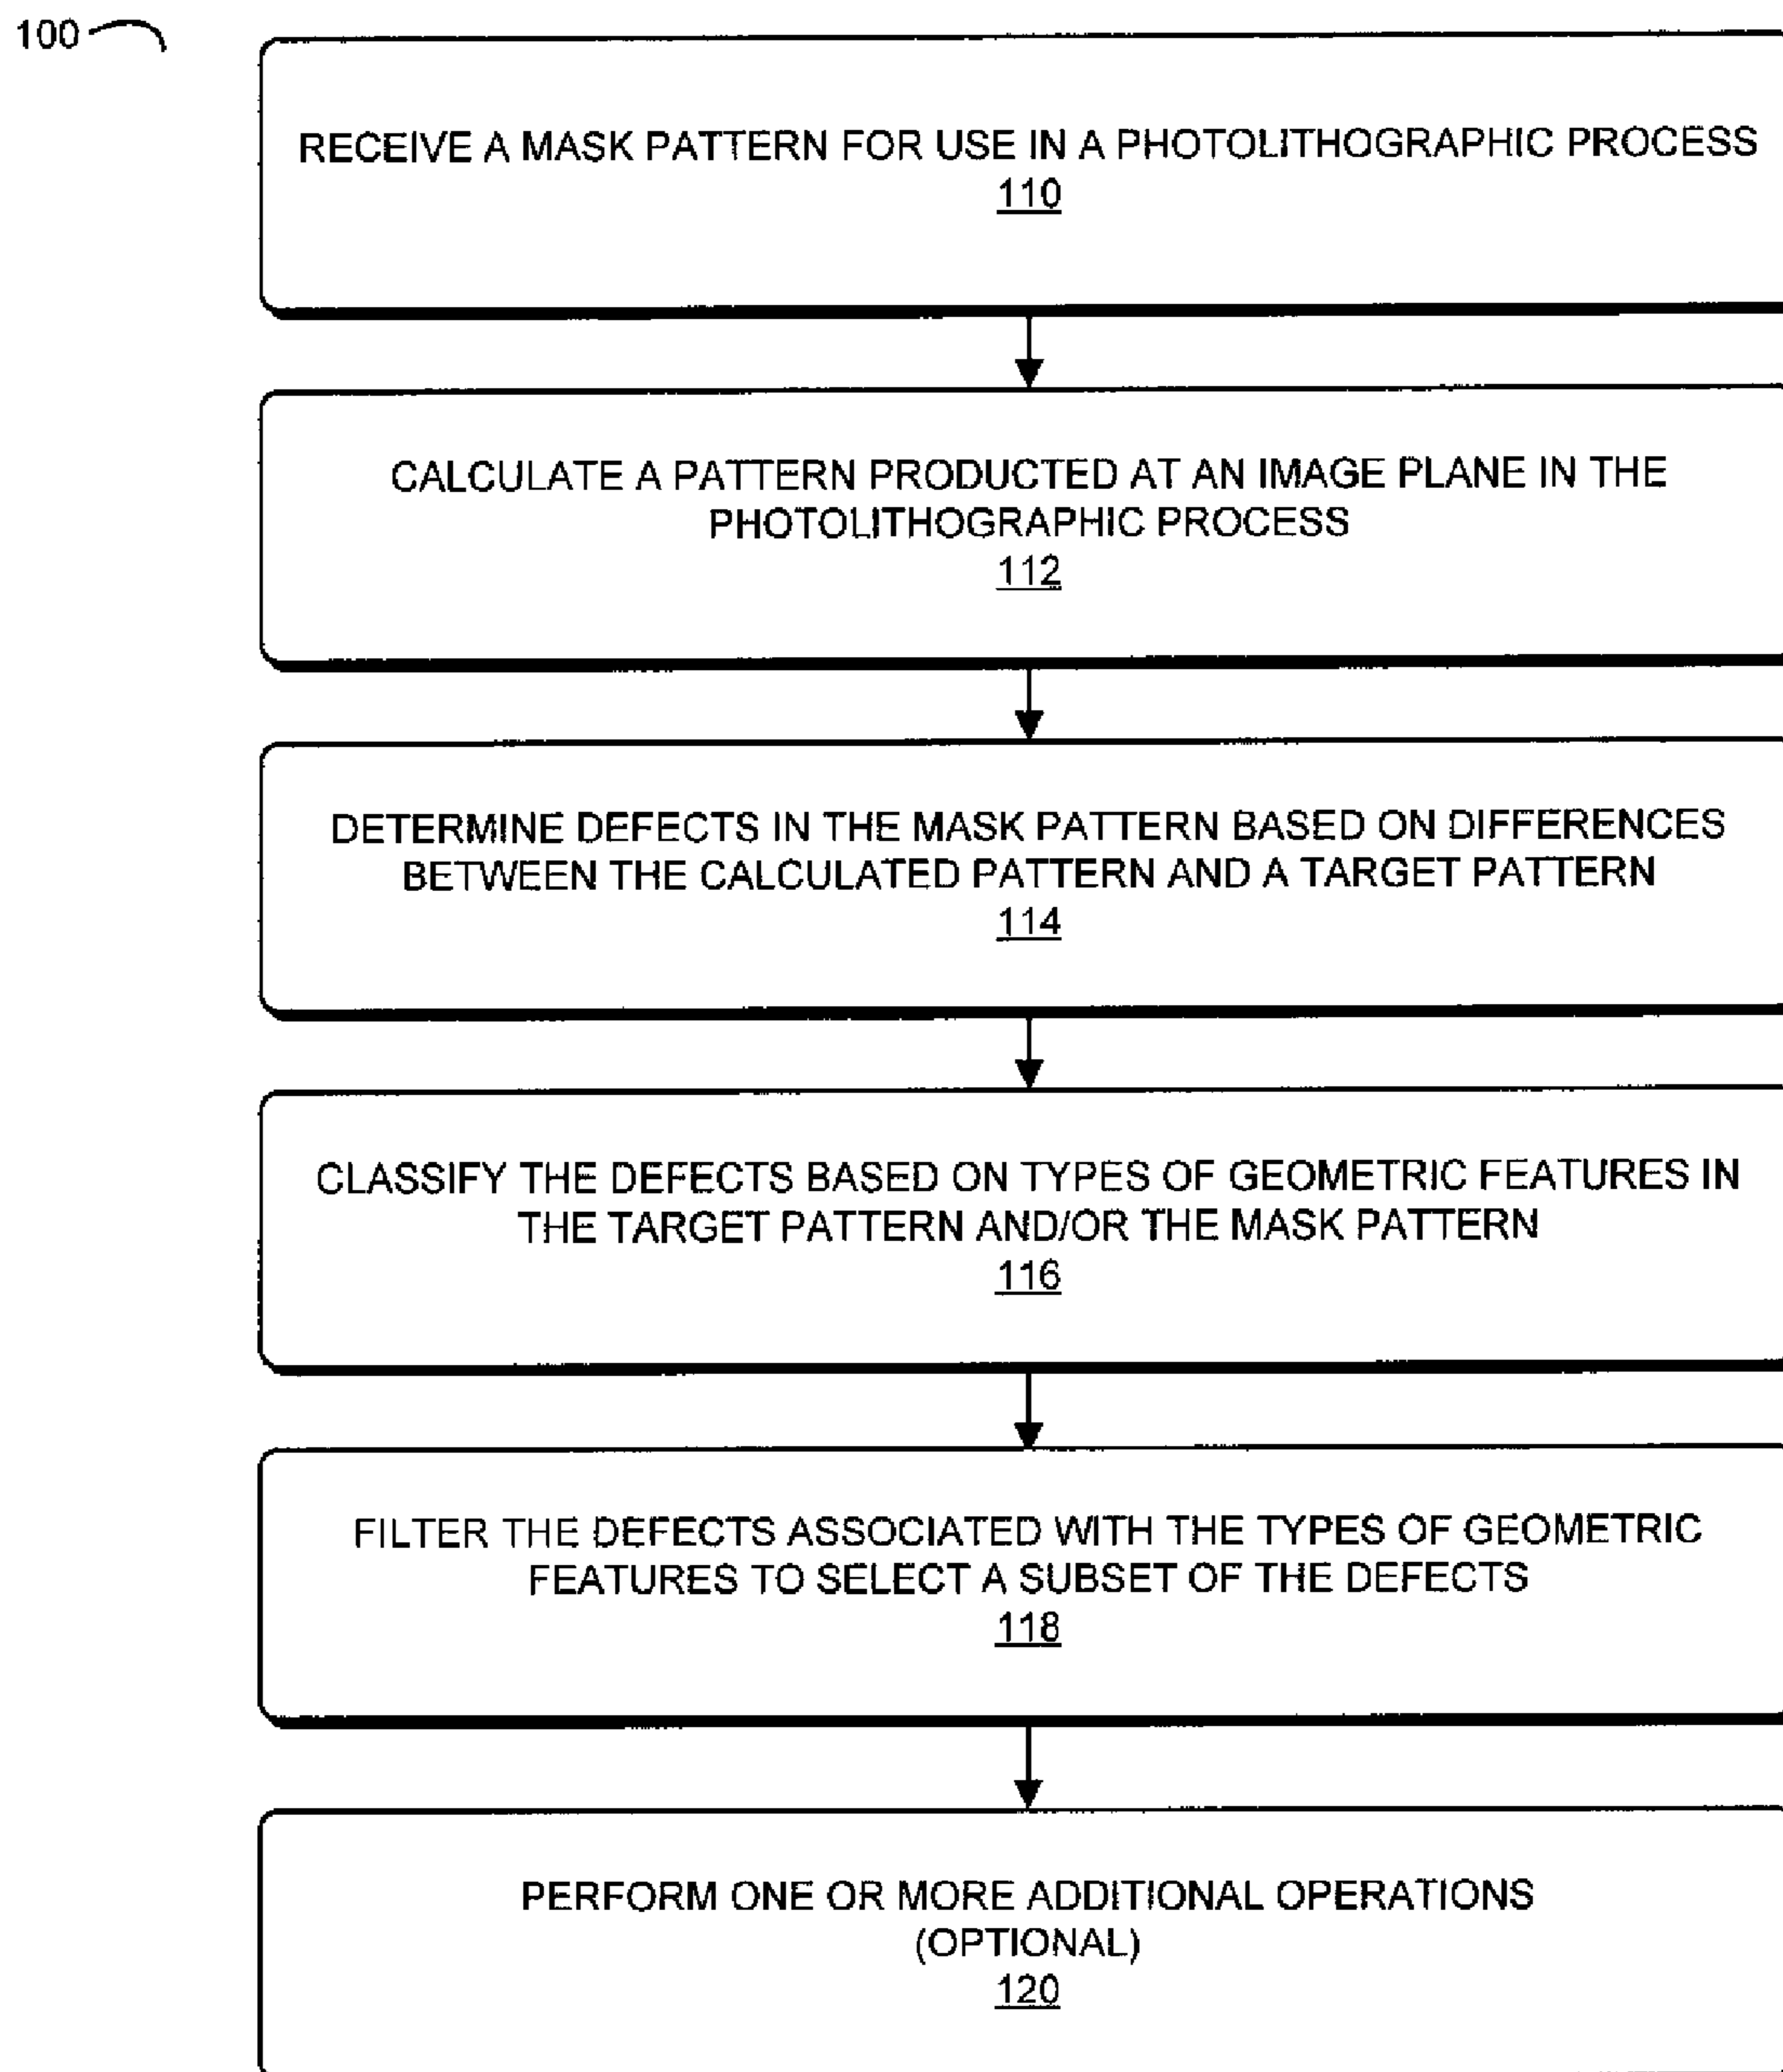 100
RECEIVE A MASK PATTERN FOR USE IN A PHOTOLITHOGRAPHIC PROCESS
110
CALCULATE A PATTERN PRODUCTED AT AN IMAGE PLANE IN THE
PHOTOLITHOGRAPHIC PROCESS
112
DETERMINE DEFECTS IN THE MASK PATTERN BASED ON DIFFERENCES
BETWEEN THE CALCULATED PATTERN AND A TARGET PATTERN
114
CLASSIFY THE DEFECTS BASED ON TYPES OF GEOMETRIC FEATURES IN
THE TARGET PATTERN AND/OR THE MASK PATTERN
116
FILTER THE DEFECTS ASSOCIATED WITH THE TYPES OF GEOMETRIC
FEATURES TO SELECT A SUBSET OF THE DEFECTS
118
PERFORM ONE OR MORE ADDITIONAL OPERATIONS
(OPTIONAL)
120